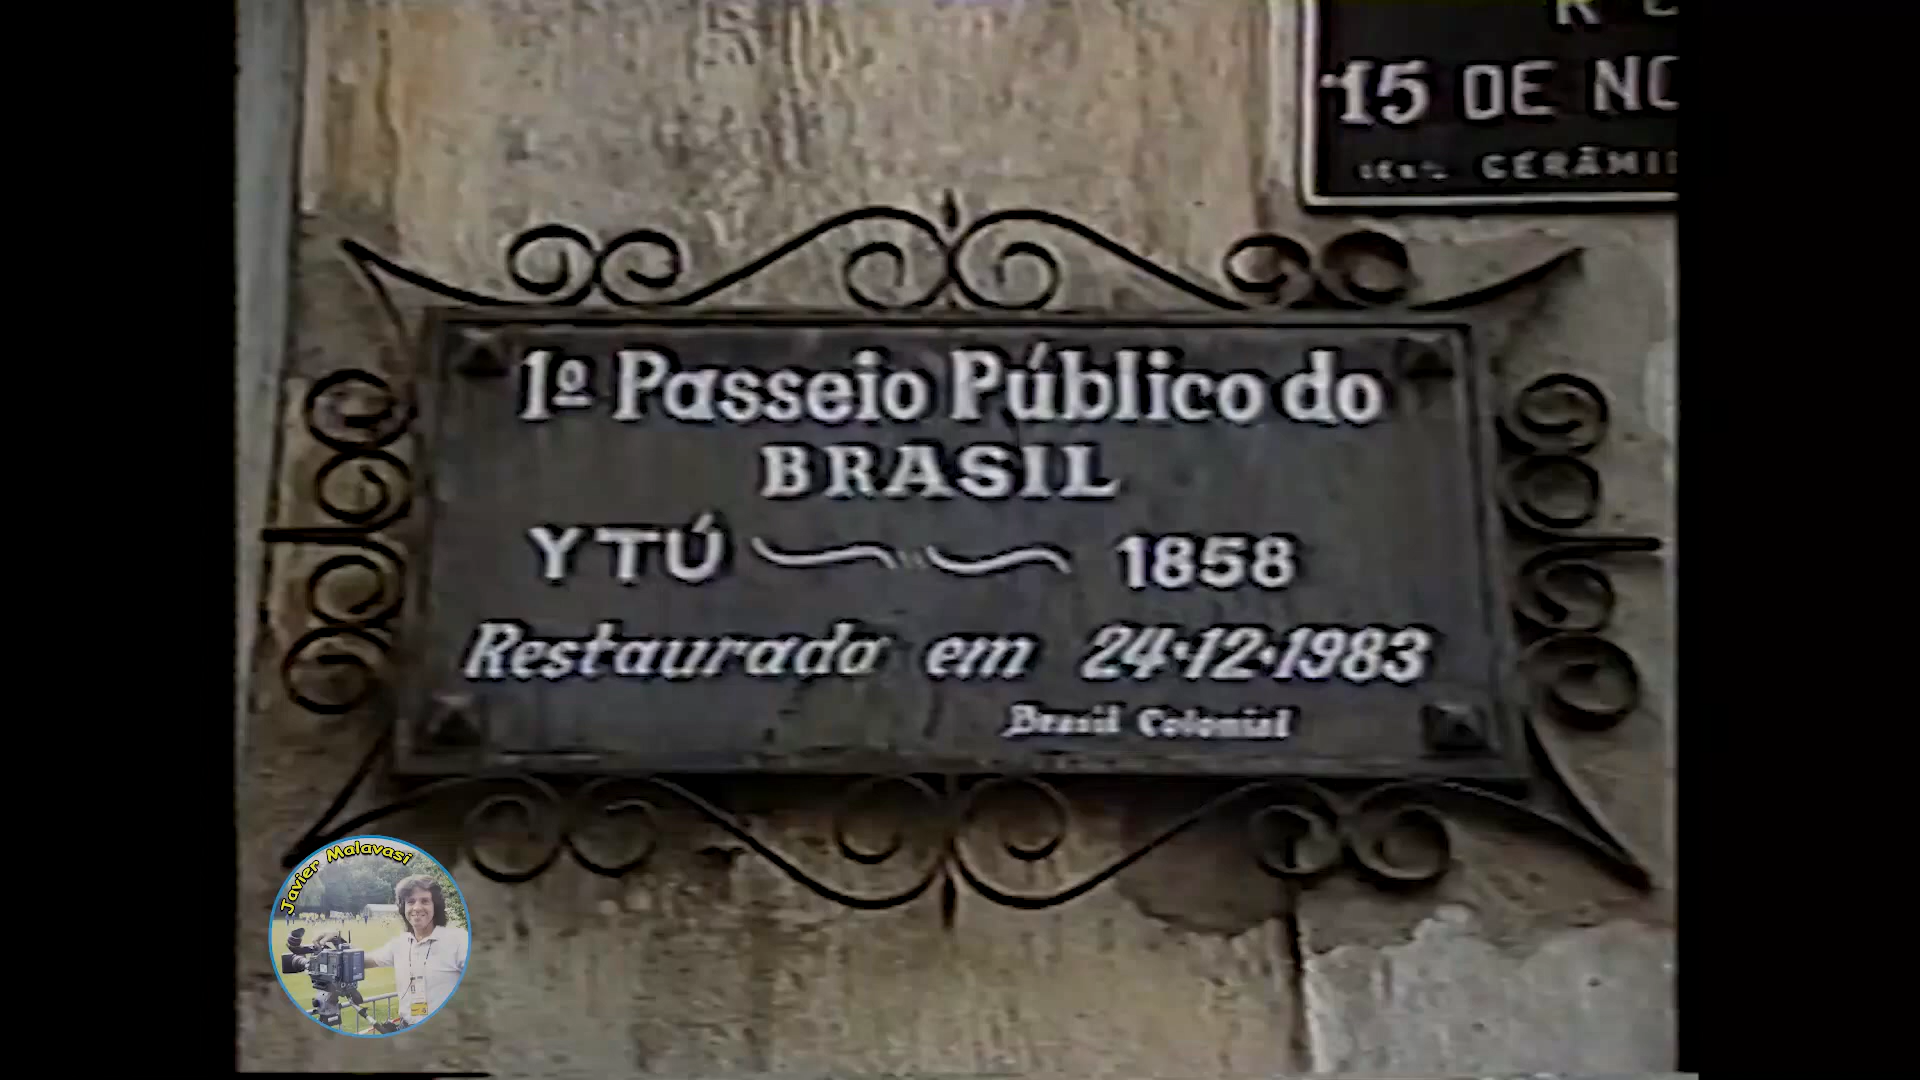 15 DE NO
CERÂMI
1º Passeio Público do
BRASIL
YTÚ 1858
Restaurado em 24·12·1983
Brasil Colonial
Javier Malavasi